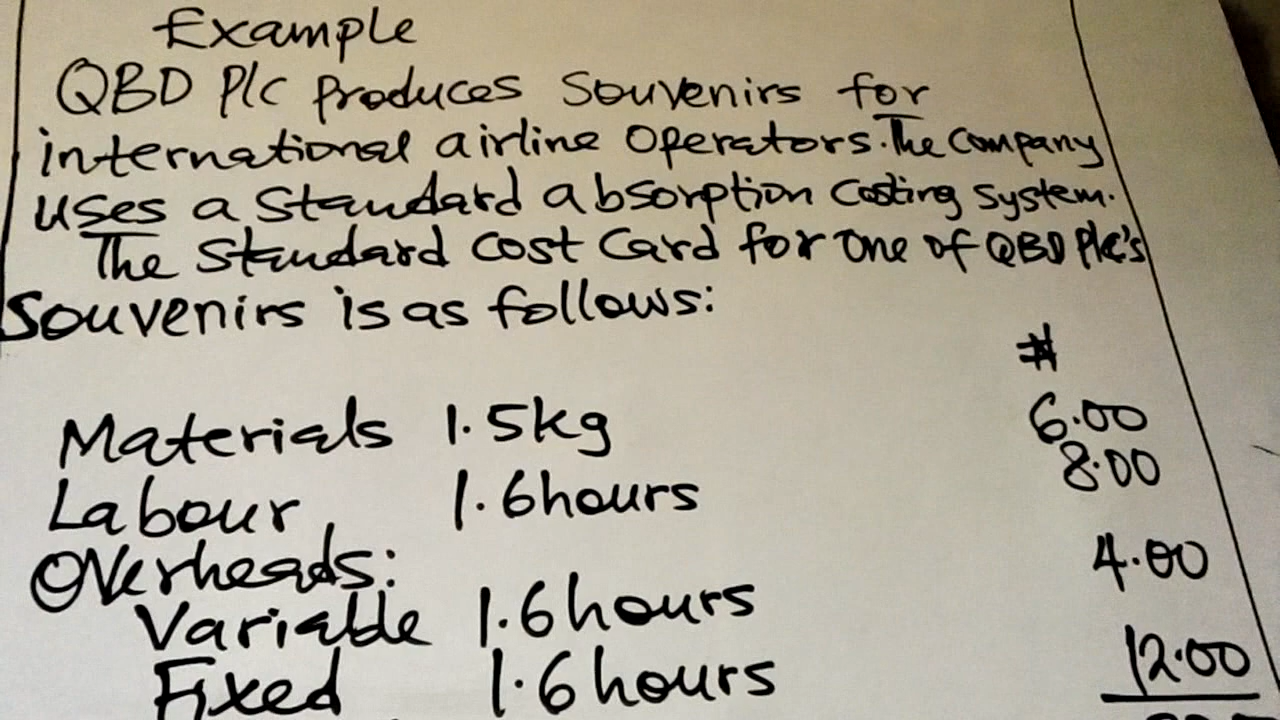 Example
QBD Plc produces Souvenirs for
international airline Operators. The Company
uses a Standard absorption Costing System.
The Standard Cost Card for one of QBD Plc's
Souvenirs is as follows:
#
Materials 1.5kg 6.00
Labour 1.6hours 8.00
Overheads:
Variable 1.6hours 4.00
Fixed 1.6hours 12.00